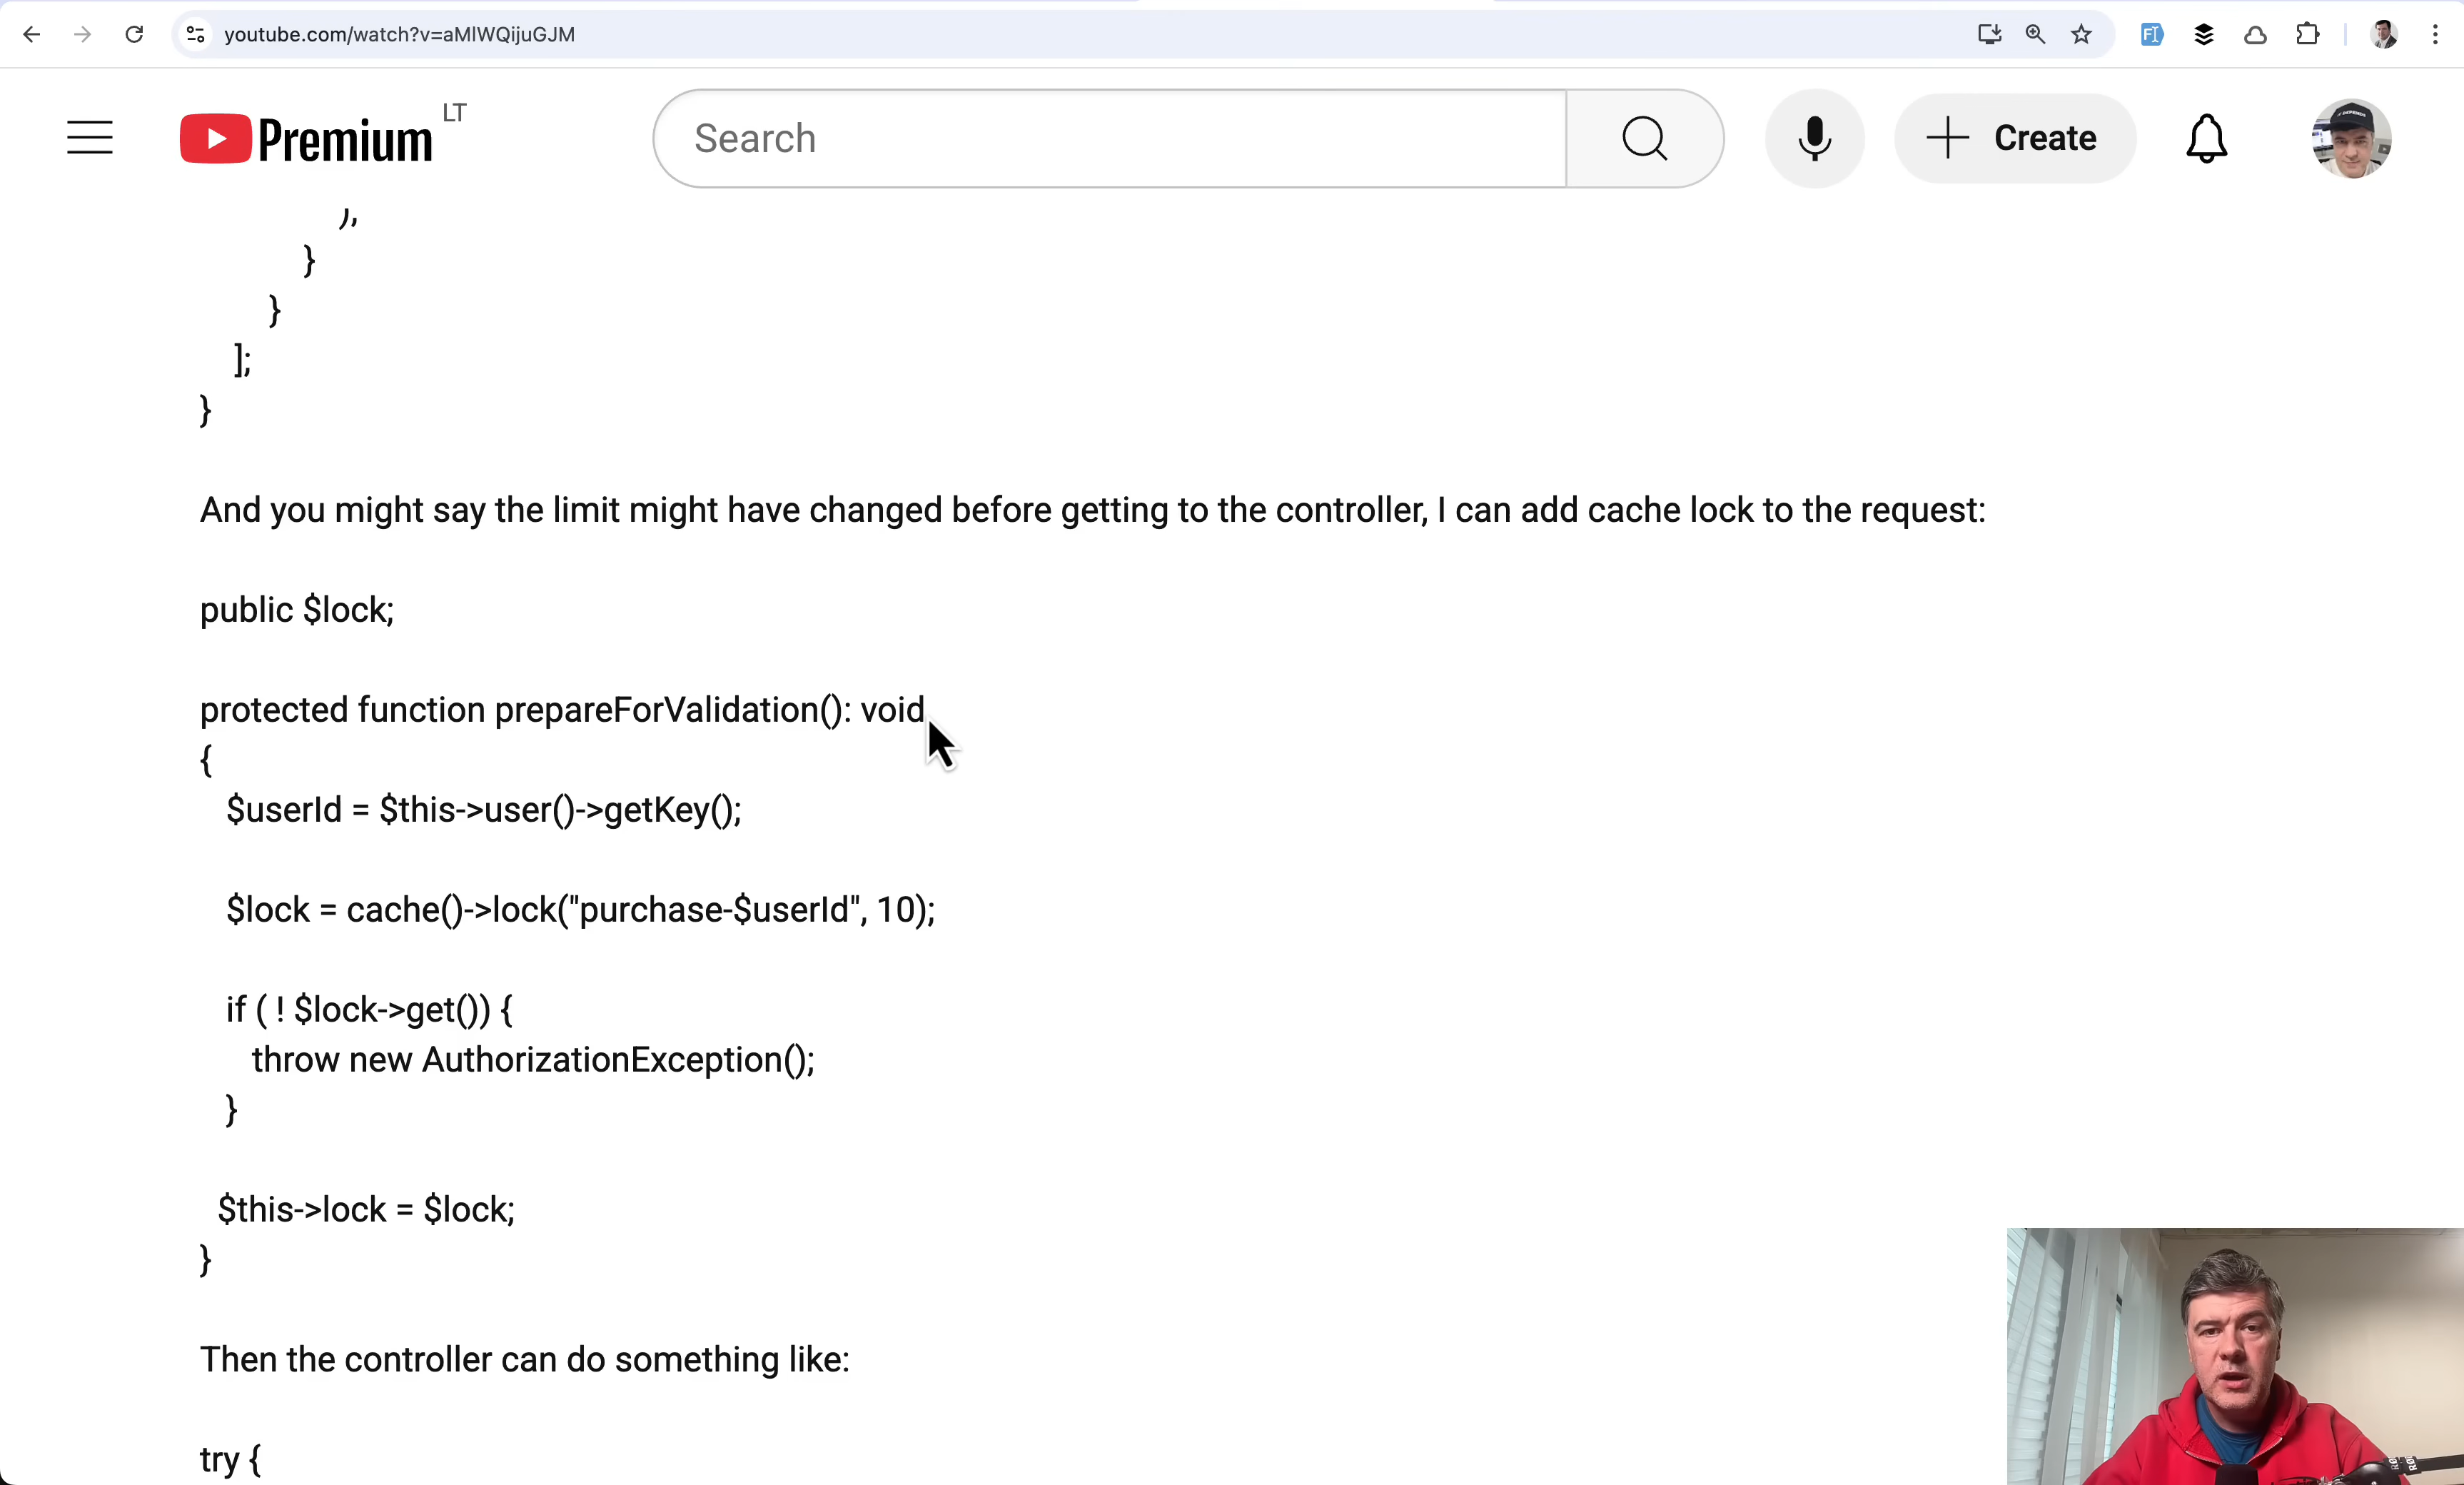 youtube.com/watch?v=aMlWQijuGJM
Premium LT
Search
Create
);
}
}
];
}
And you might say the limit might have changed before getting to the controller, I can add cache lock to the request:
public $lock;
protected function prepareForValidation(): void
{
$userId = $this->user()->getKey();
$lock = cache()->lock("purchase-$userId", 10);
if ( ! $lock->get()) {
throw new AuthorizationException();
}
$this->lock = $lock;
}
Then the controller can do something like:
try {